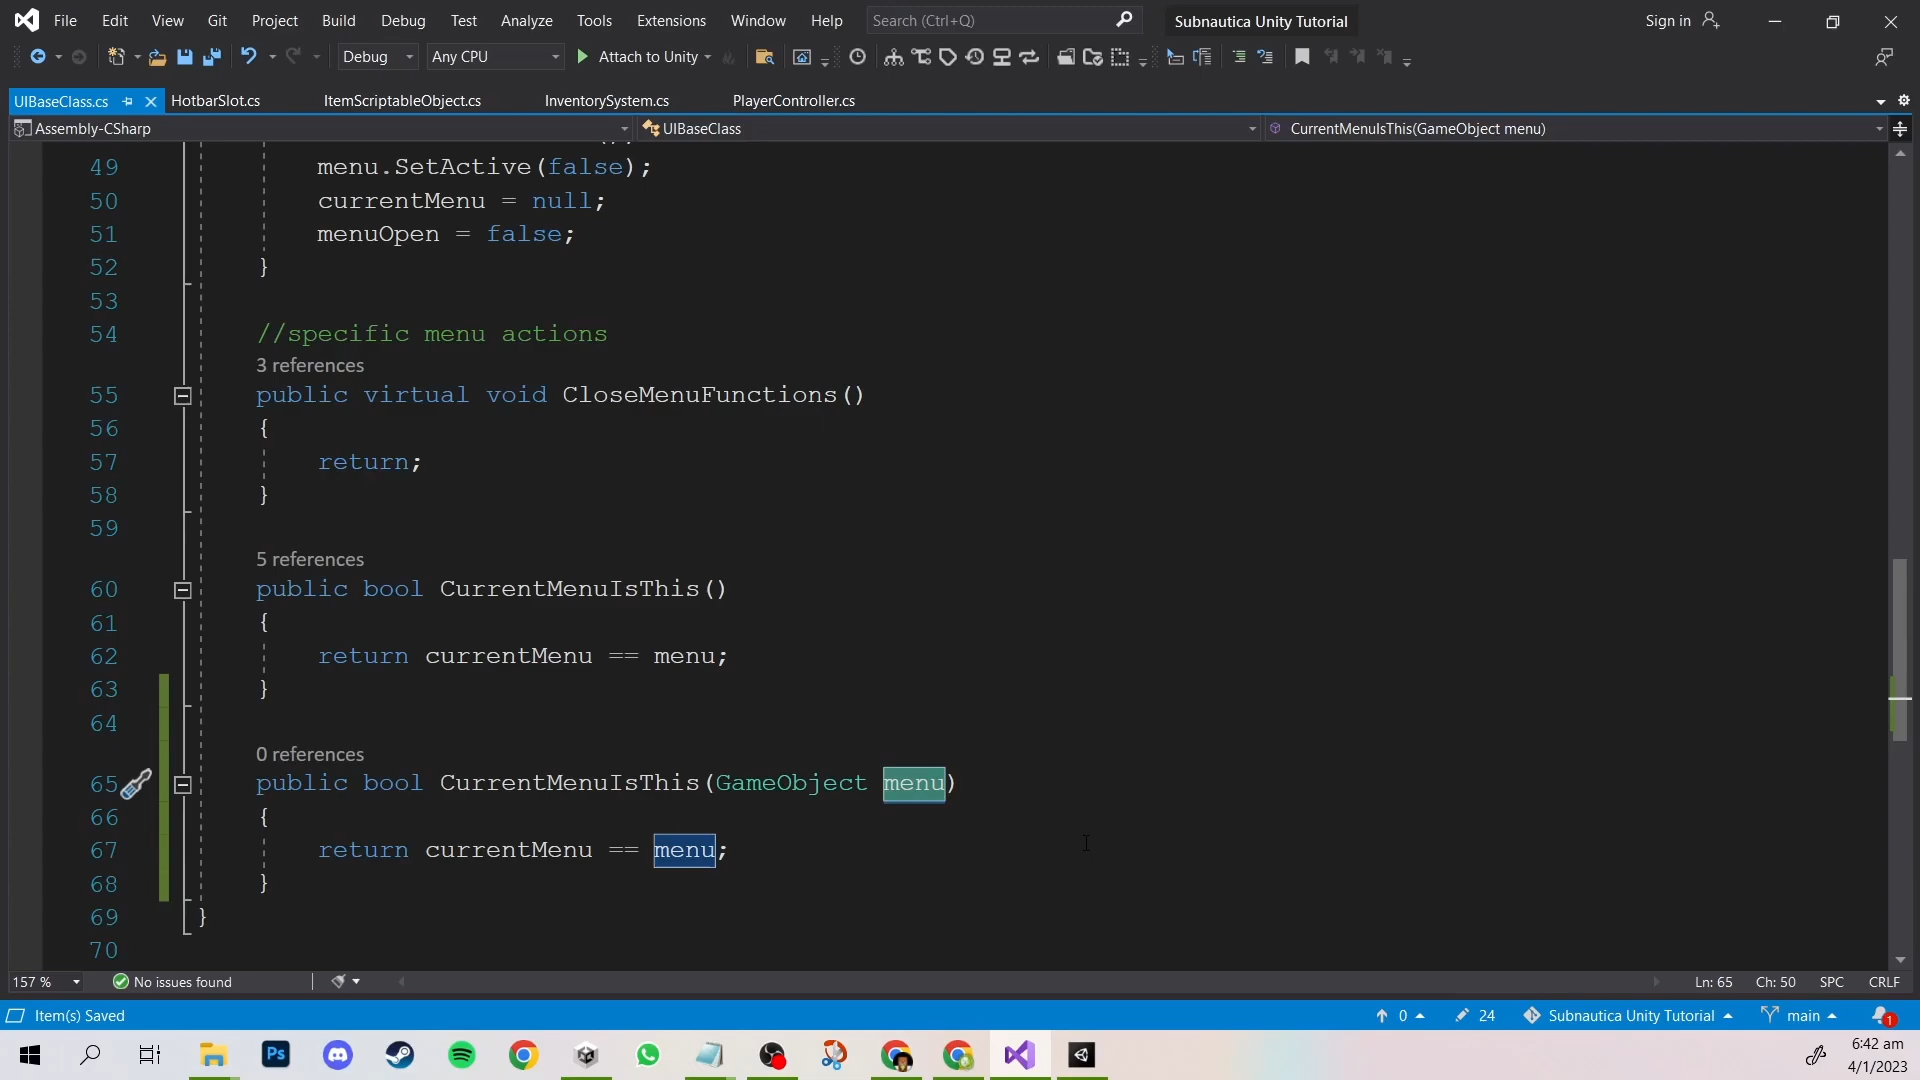 File Edit View Git Project Build Debug Test Analyze Tools Extensions Window Help Search (Ctrl+Q) Subnautica Unity Tutorial Sign in
Debug Any CPU Attach to Unity
UIBaseClass.cs HotbarSlot.cs ItemScriptableObject.cs InventorySystem.cs PlayerController.cs
Assembly-CSharp UIBaseClass CurrentMenuIsThis(GameObject menu)
49 menu.SetActive(false);
50 currentMenu = null;
51 menuOpen = false;
52 }
53
54 //specific menu actions
3 references
55 public virtual void CloseMenuFunctions()
56 {
57 return;
58 }
59
5 references
60 public bool CurrentMenuIsThis()
61 {
62 return currentMenu == menu;
63 }
64
0 references
65 public bool CurrentMenuIsThis(GameObject menu)
66 {
67 return currentMenu == menu;
68 }
69 }
70
157 % No issues found Ln: 65 Ch: 50 SPC CRLF
Item(s) Saved 0 24 Subnautica Unity Tutorial main 1
Ps 6:42 am
4/1/2023